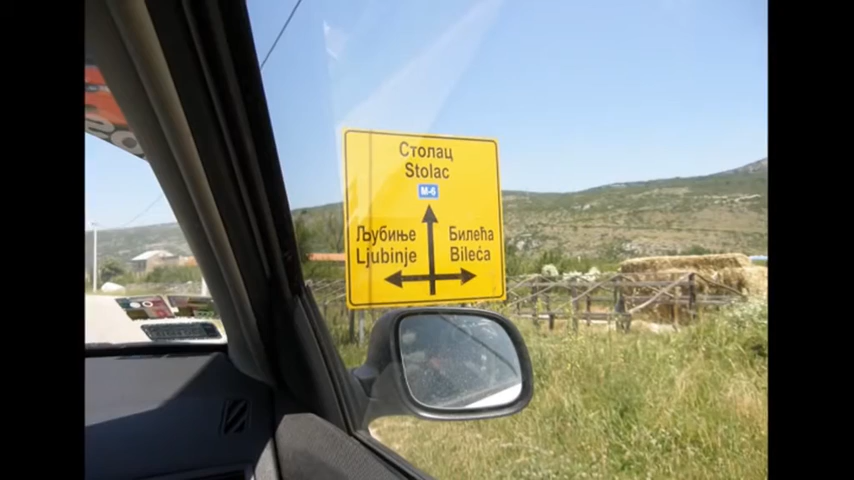 Столац
Stolac
M-6
Љубиње
Ljubinje
Билећа
Bileća